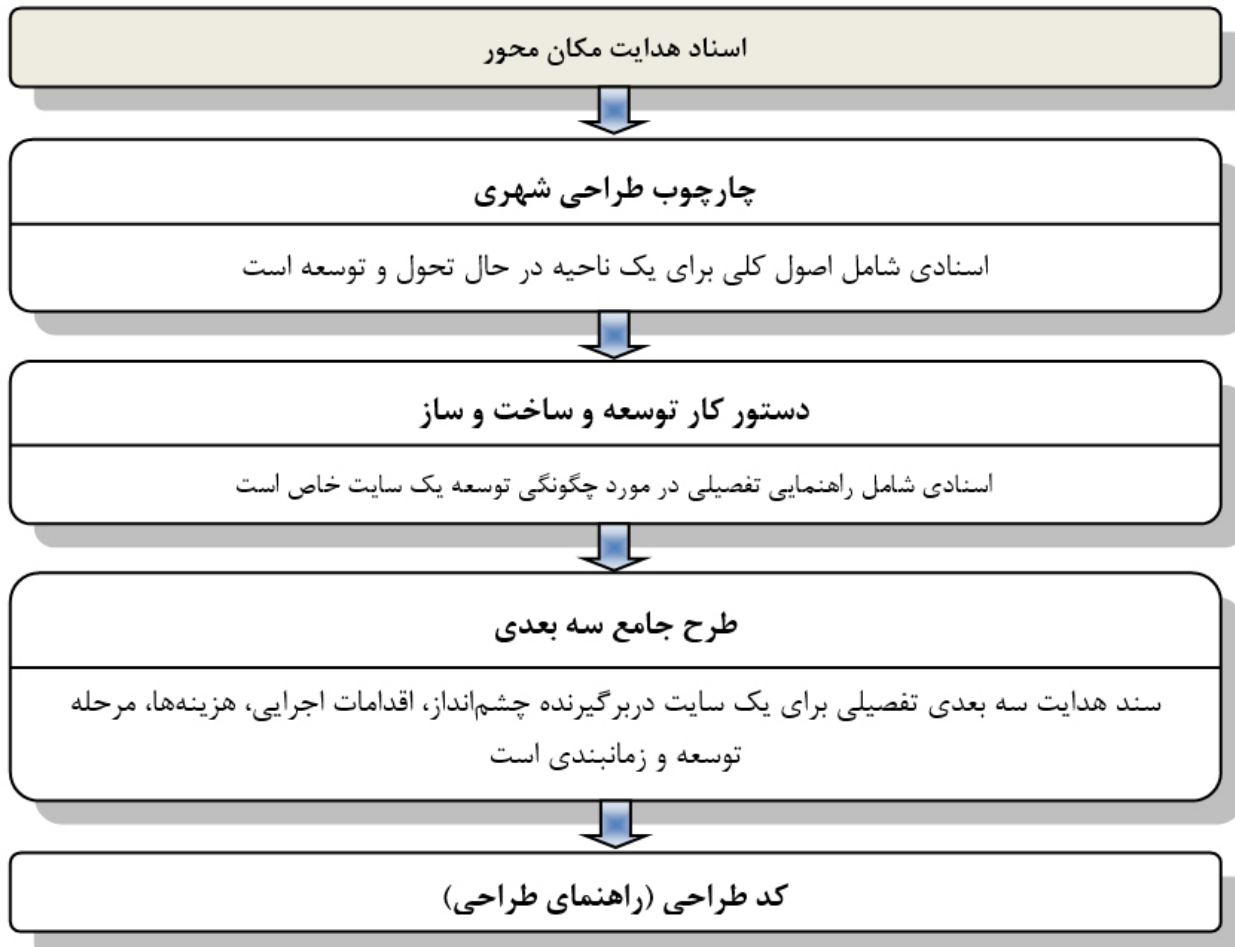 اسناد هدایت مکان محور
چارچوب طراحی شهری
اسنادی شامل اصول کلی برای یک ناحیه در حال تحول و توسعه است
دستور کار توسعه و ساخت و ساز
اسنادی شامل راهنمایی تفصیلی در مورد چگونگی توسعه یک سایت خاص است
طرح جامع سه بعدی
سند هدایت سه بعدی تفصیلی برای یک سایت دربرگیرنده چشم‌انداز، اقدامات اجرایی، هزینه‌ها، مرحله
توسعه و زمانبندی است
کد طراحی (راهنمای طراحی)